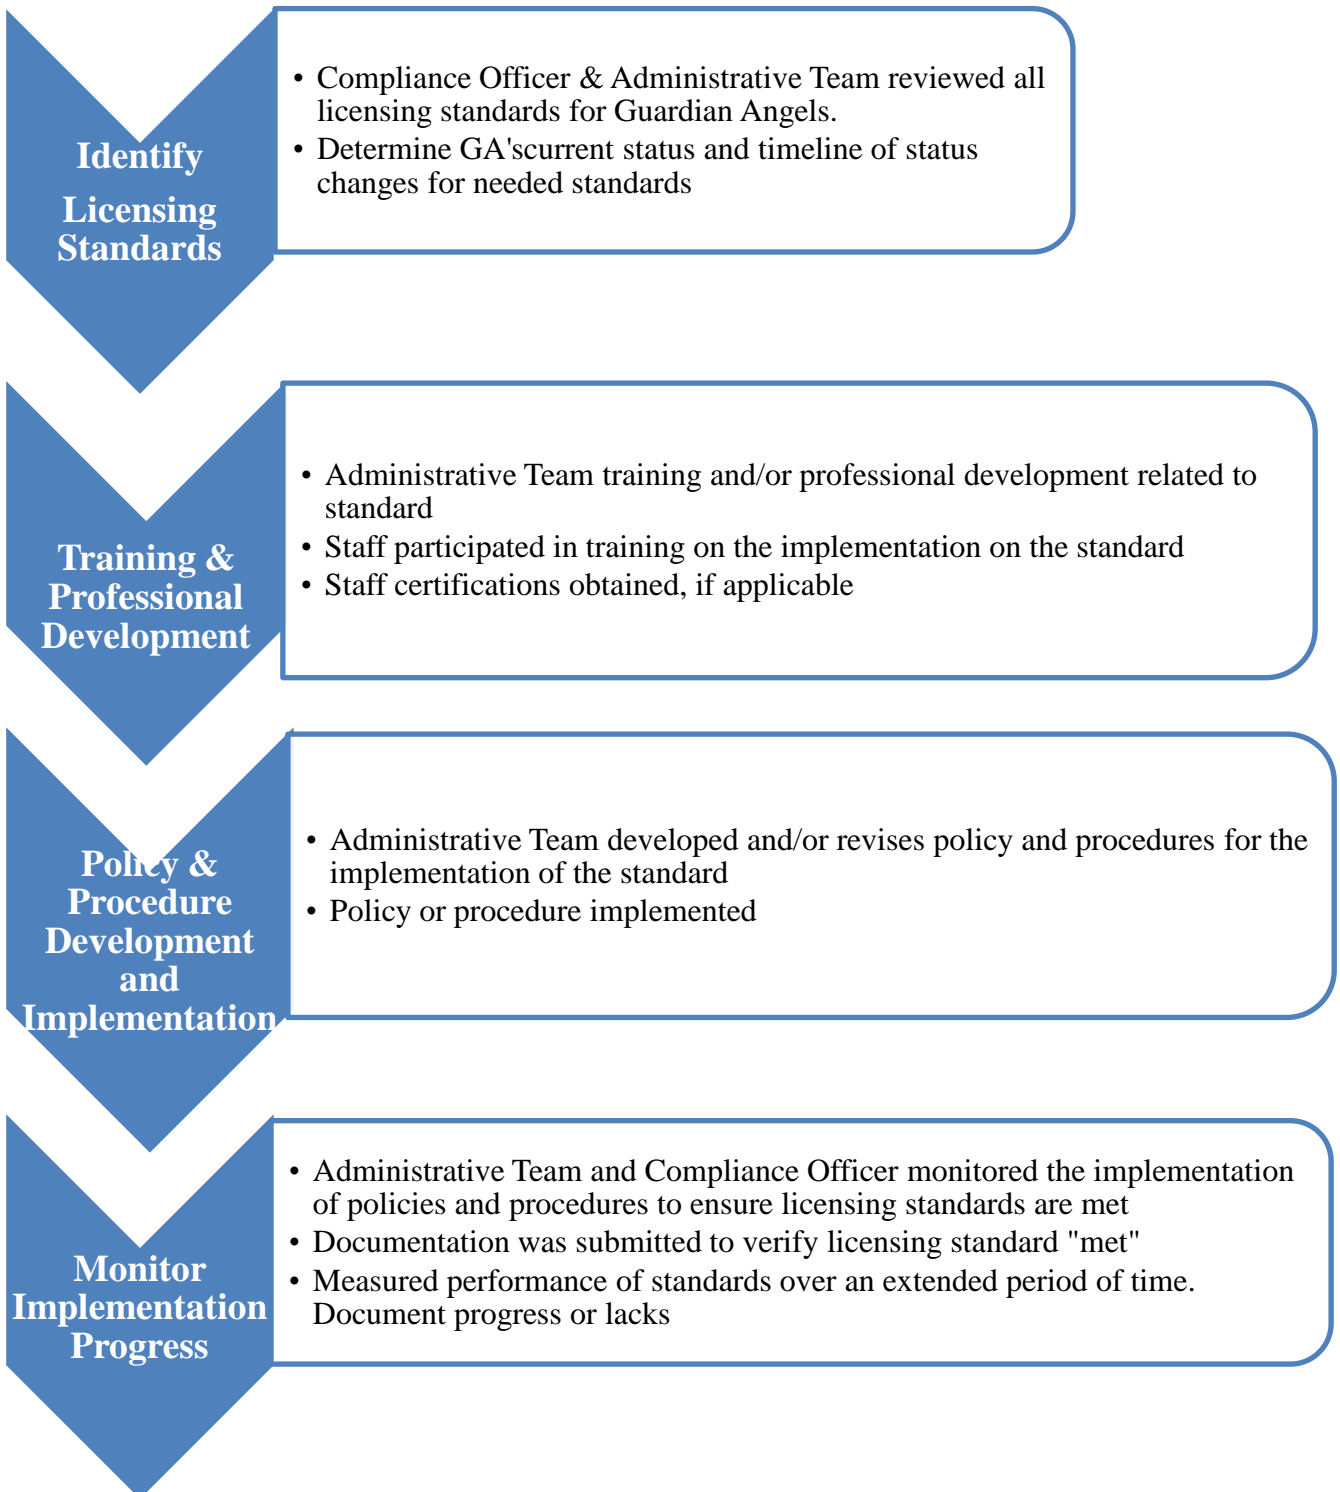 Identify
Licensing
Standards
• Compliance Officer & Administrative Team reviewed all
licensing standards for Guardian Angels.
• Determine GA'scurrent status and timeline of status
changes for needed standards
Training &
Professional
Development
• Administrative Team training and/or professional development related to
standard
• Staff participated in training on the implementation on the standard
• Staff certifications obtained, if applicable
Policy &
Procedure
Development
and
Implementation
• Administrative Team developed and/or revises policy and procedures for the
implementation of the standard
• Policy or procedure implemented
Monitor
Implementation
Progress
• Administrative Team and Compliance Officer monitored the implementation
of policies and procedures to ensure licensing standards are met
• Documentation was submitted to verify licensing standard "met"
• Measured performance of standards over an extended period of time.
Document progress or lacks